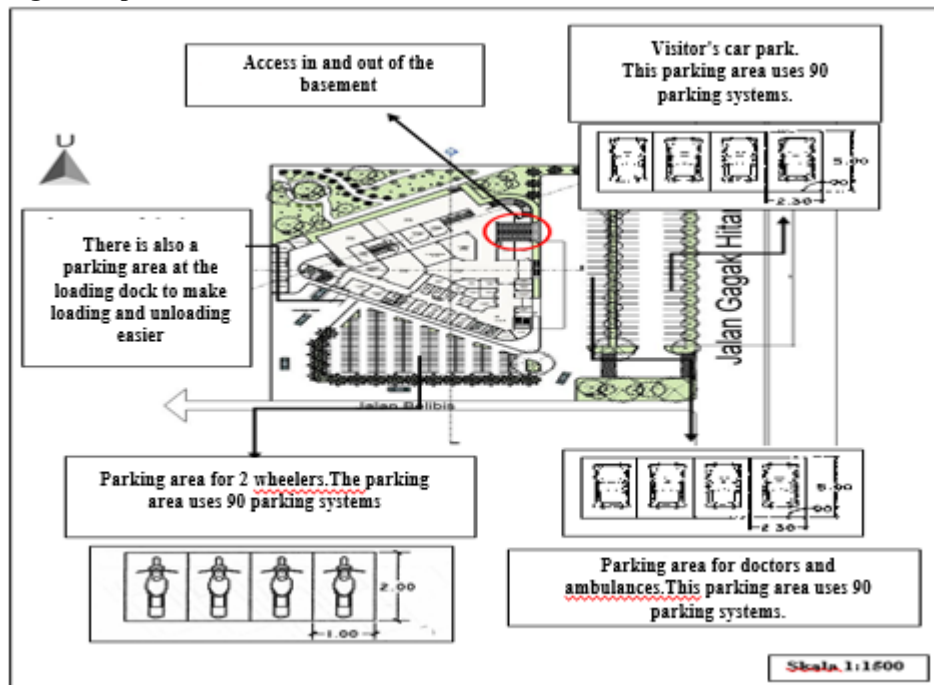 Access in and out of the
basement
Visitor's car park.
This parking area uses 90
parking systems.
U
5.00
90
2.30
There is also a
parking area at the
loading dock to make
loading and unloading
easier
Jalan Gagak Hitam
Jalan Belibis
Parking area for 2 wheelers.The parking
area uses 90 parking systems
2.00
1.00
5.00
90
2.30
Parking area for doctors and
ambulances.This parking area uses 90
parking systems.
Skala 1:1500